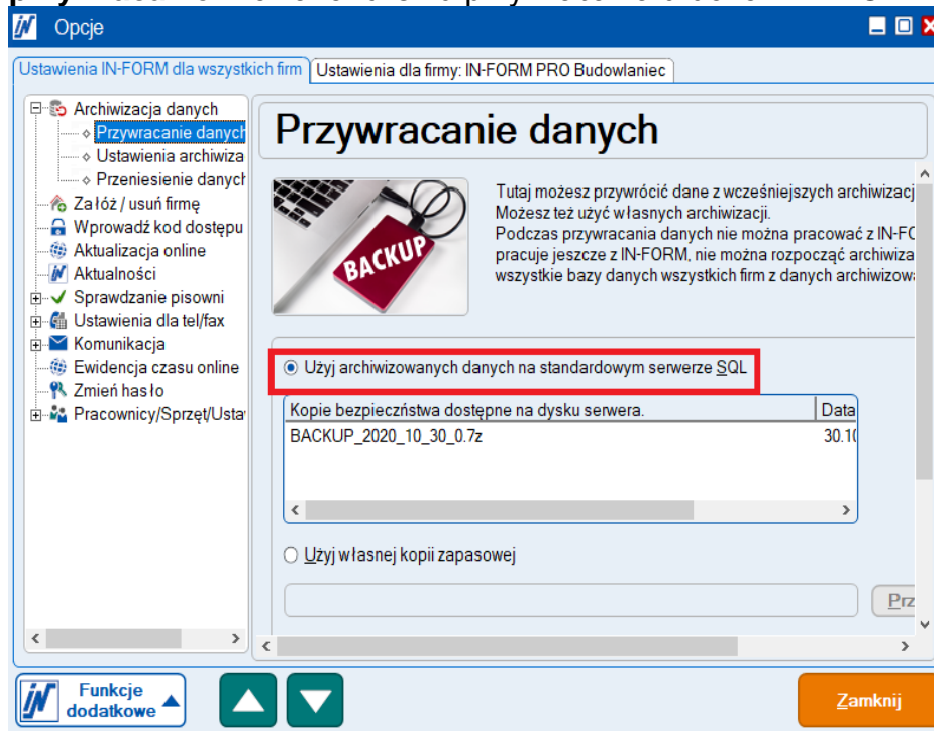 Opcje
Ustawienia IN-FORM dla wszystkich firm
Ustawienia dla firmy: IN-FORM PRO Budowlaniec
Archiwizacja danych
Przywracanie danych
Ustawienia archiwiza
Przeniesienie danych
Załóż / usuń firmę
Wprowadź kod dostępu
Aktualizacja online
Aktualności
Sprawdzanie pisowni
Ustawienia dla tel/fax
Komunikacja
Ewidencja czasu online
Zmień hasło
Pracownicy/Sprzęt/Usta
Przywracanie danych
BACKUP
Tutaj możesz przywrócić dane z wcześniejszych archiwizacj
Możesz też użyć własnych archiwizacji.
Podczas przywracania danych nie można pracować z IN-FO
pracuje jeszcze z IN-FORM, nie można rozpocząć archiwiza
wszystkie bazy danych wszystkich firm z danych archiwizow
Użyj archiwizowanych danych na standardowym serwerze SQL
Kopie bezpieczństwa dostępne na dysku serwera.
Data
BACKUP_2020_10_30_0.7z
30.10
Użyj własnej kopii zapasowej
Prz
Funkcje
dodatkowe
Zamknij